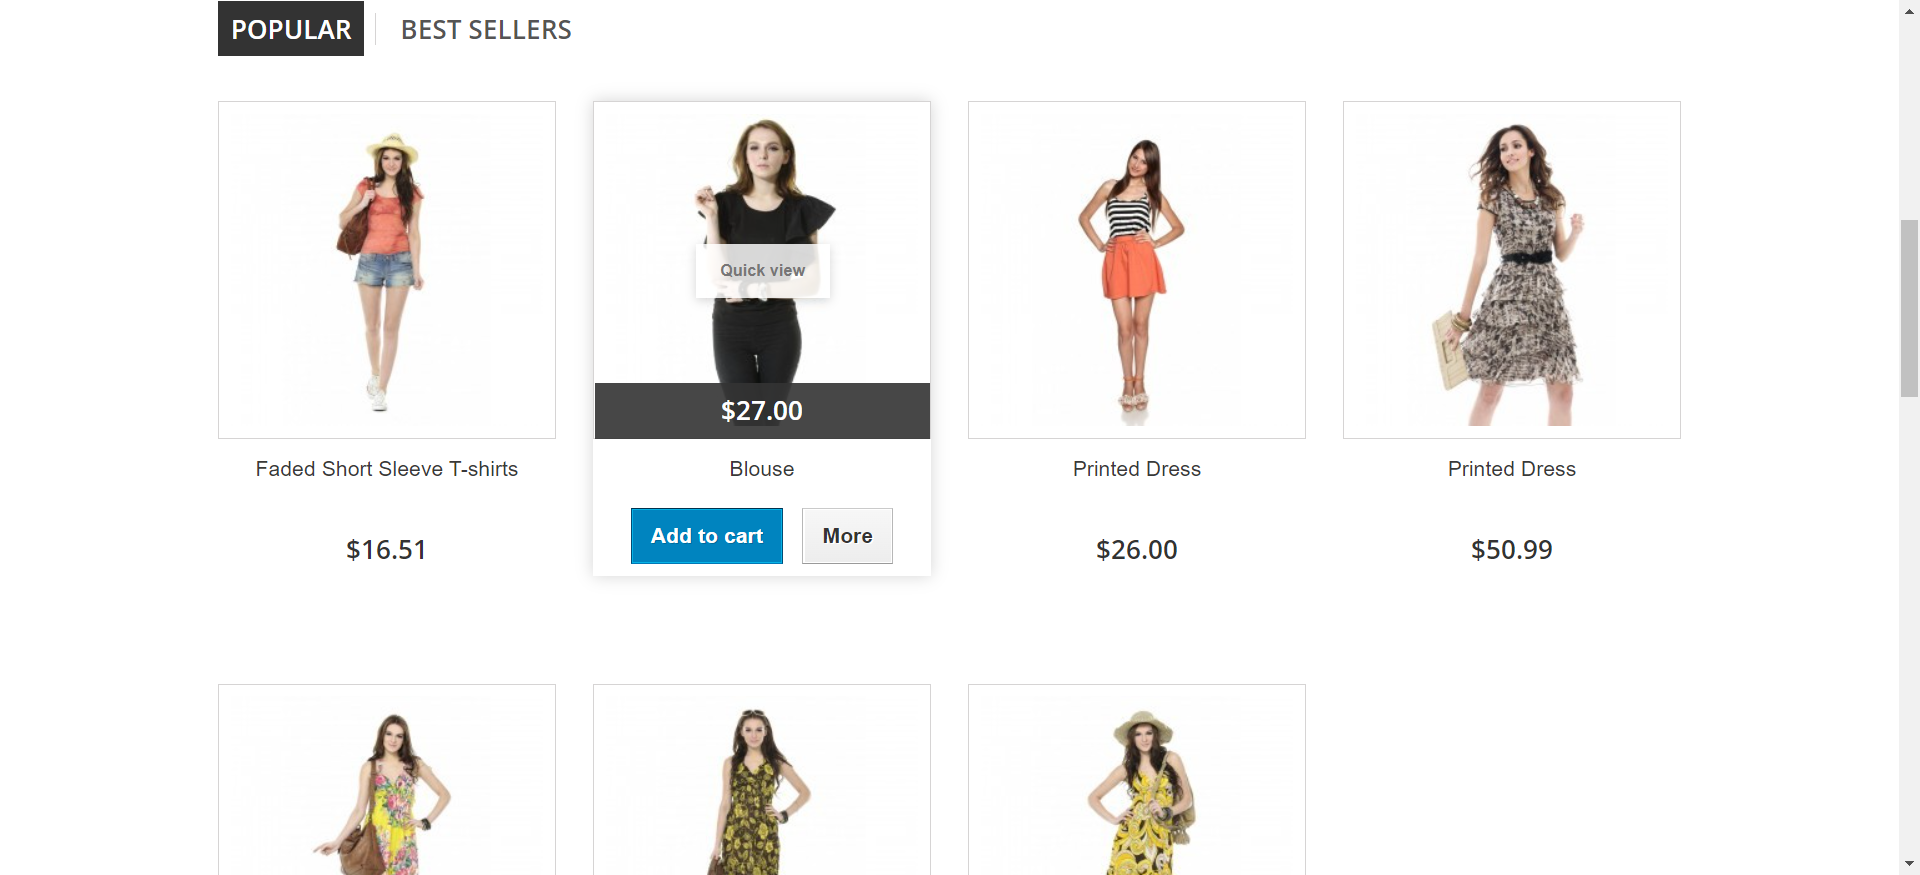 POPULAR
BEST SELLERS
Quick view
$27.00
Faded Short Sleeve T-shirts
Blouse
Printed Dress
Printed Dress
Add to cart
More
$16.51
$26.00
$50.99